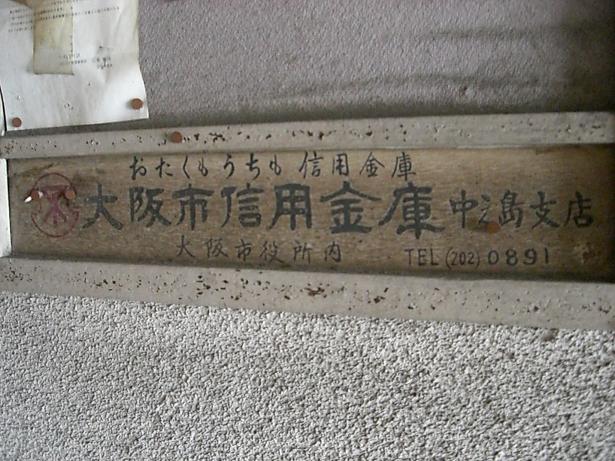 おたくもうちも 信用金庫
大阪市信用金庫 中之島支店
大阪市役所内 TEL (202) 0891